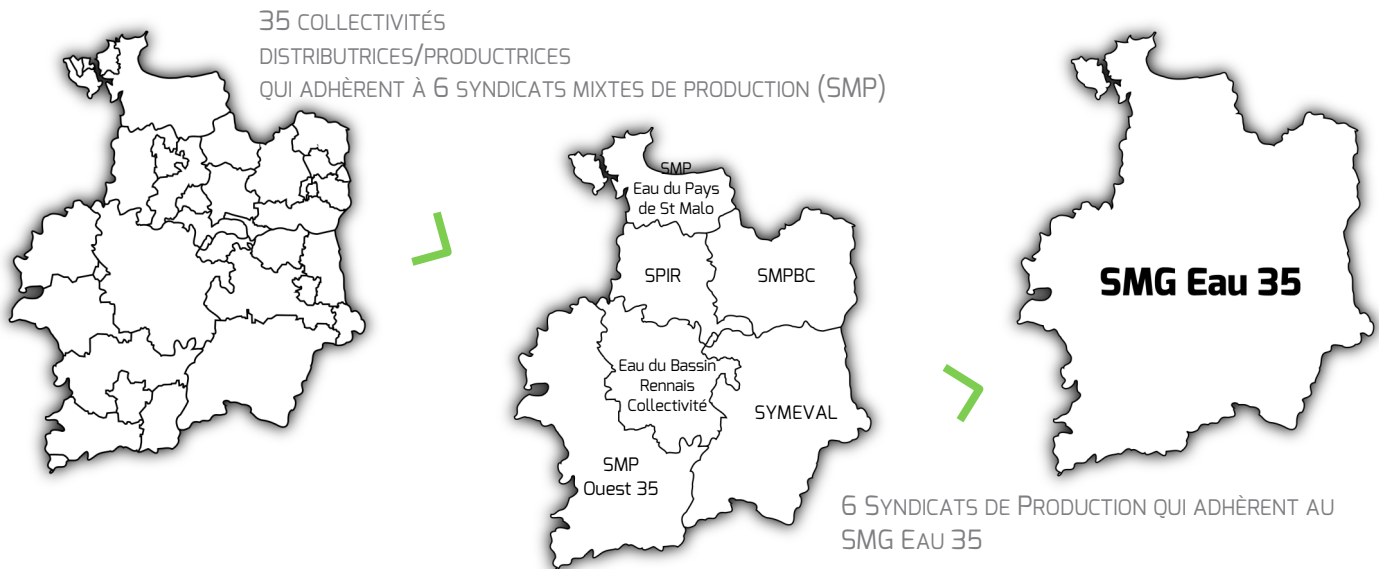 35 COLLECTIVITÉS
DISTRIBUTRICES/PRODUCTRICES
QUI ADHÈRENT À 6 SYNDICATS MIXTES DE PRODUCTION (SMP)
SMP
Eau du Pays
de St Malo
SPIR
SMPBC
Eau du Bassin
Rennais
Collectivité
SYMEVAL
SMP
Ouest 35
SMG Eau 35
6 SYNDICATS DE PRODUCTION QUI ADHÈRENT AU
SMG EAU 35